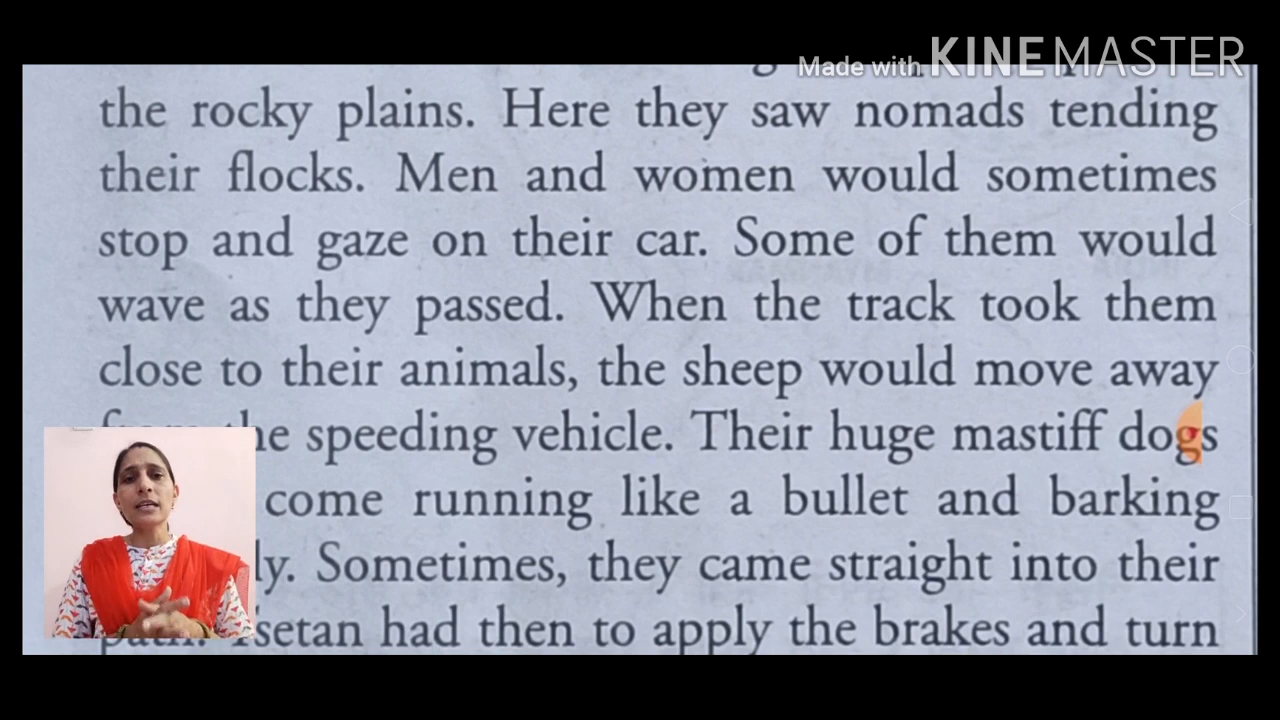 Made with KINEMASTER
the rocky plains. Here they saw nomads tending
their flocks. Men and women would sometimes
stop and gaze on their car. Some of them would
wave as they passed. When the track took them
close to their animals, the sheep would move away
the speeding vehicle. Their huge mastiff dogs
come running like a bullet and barking
ly. Sometimes, they came straight into their
Tsetan had then to apply the brakes and turn